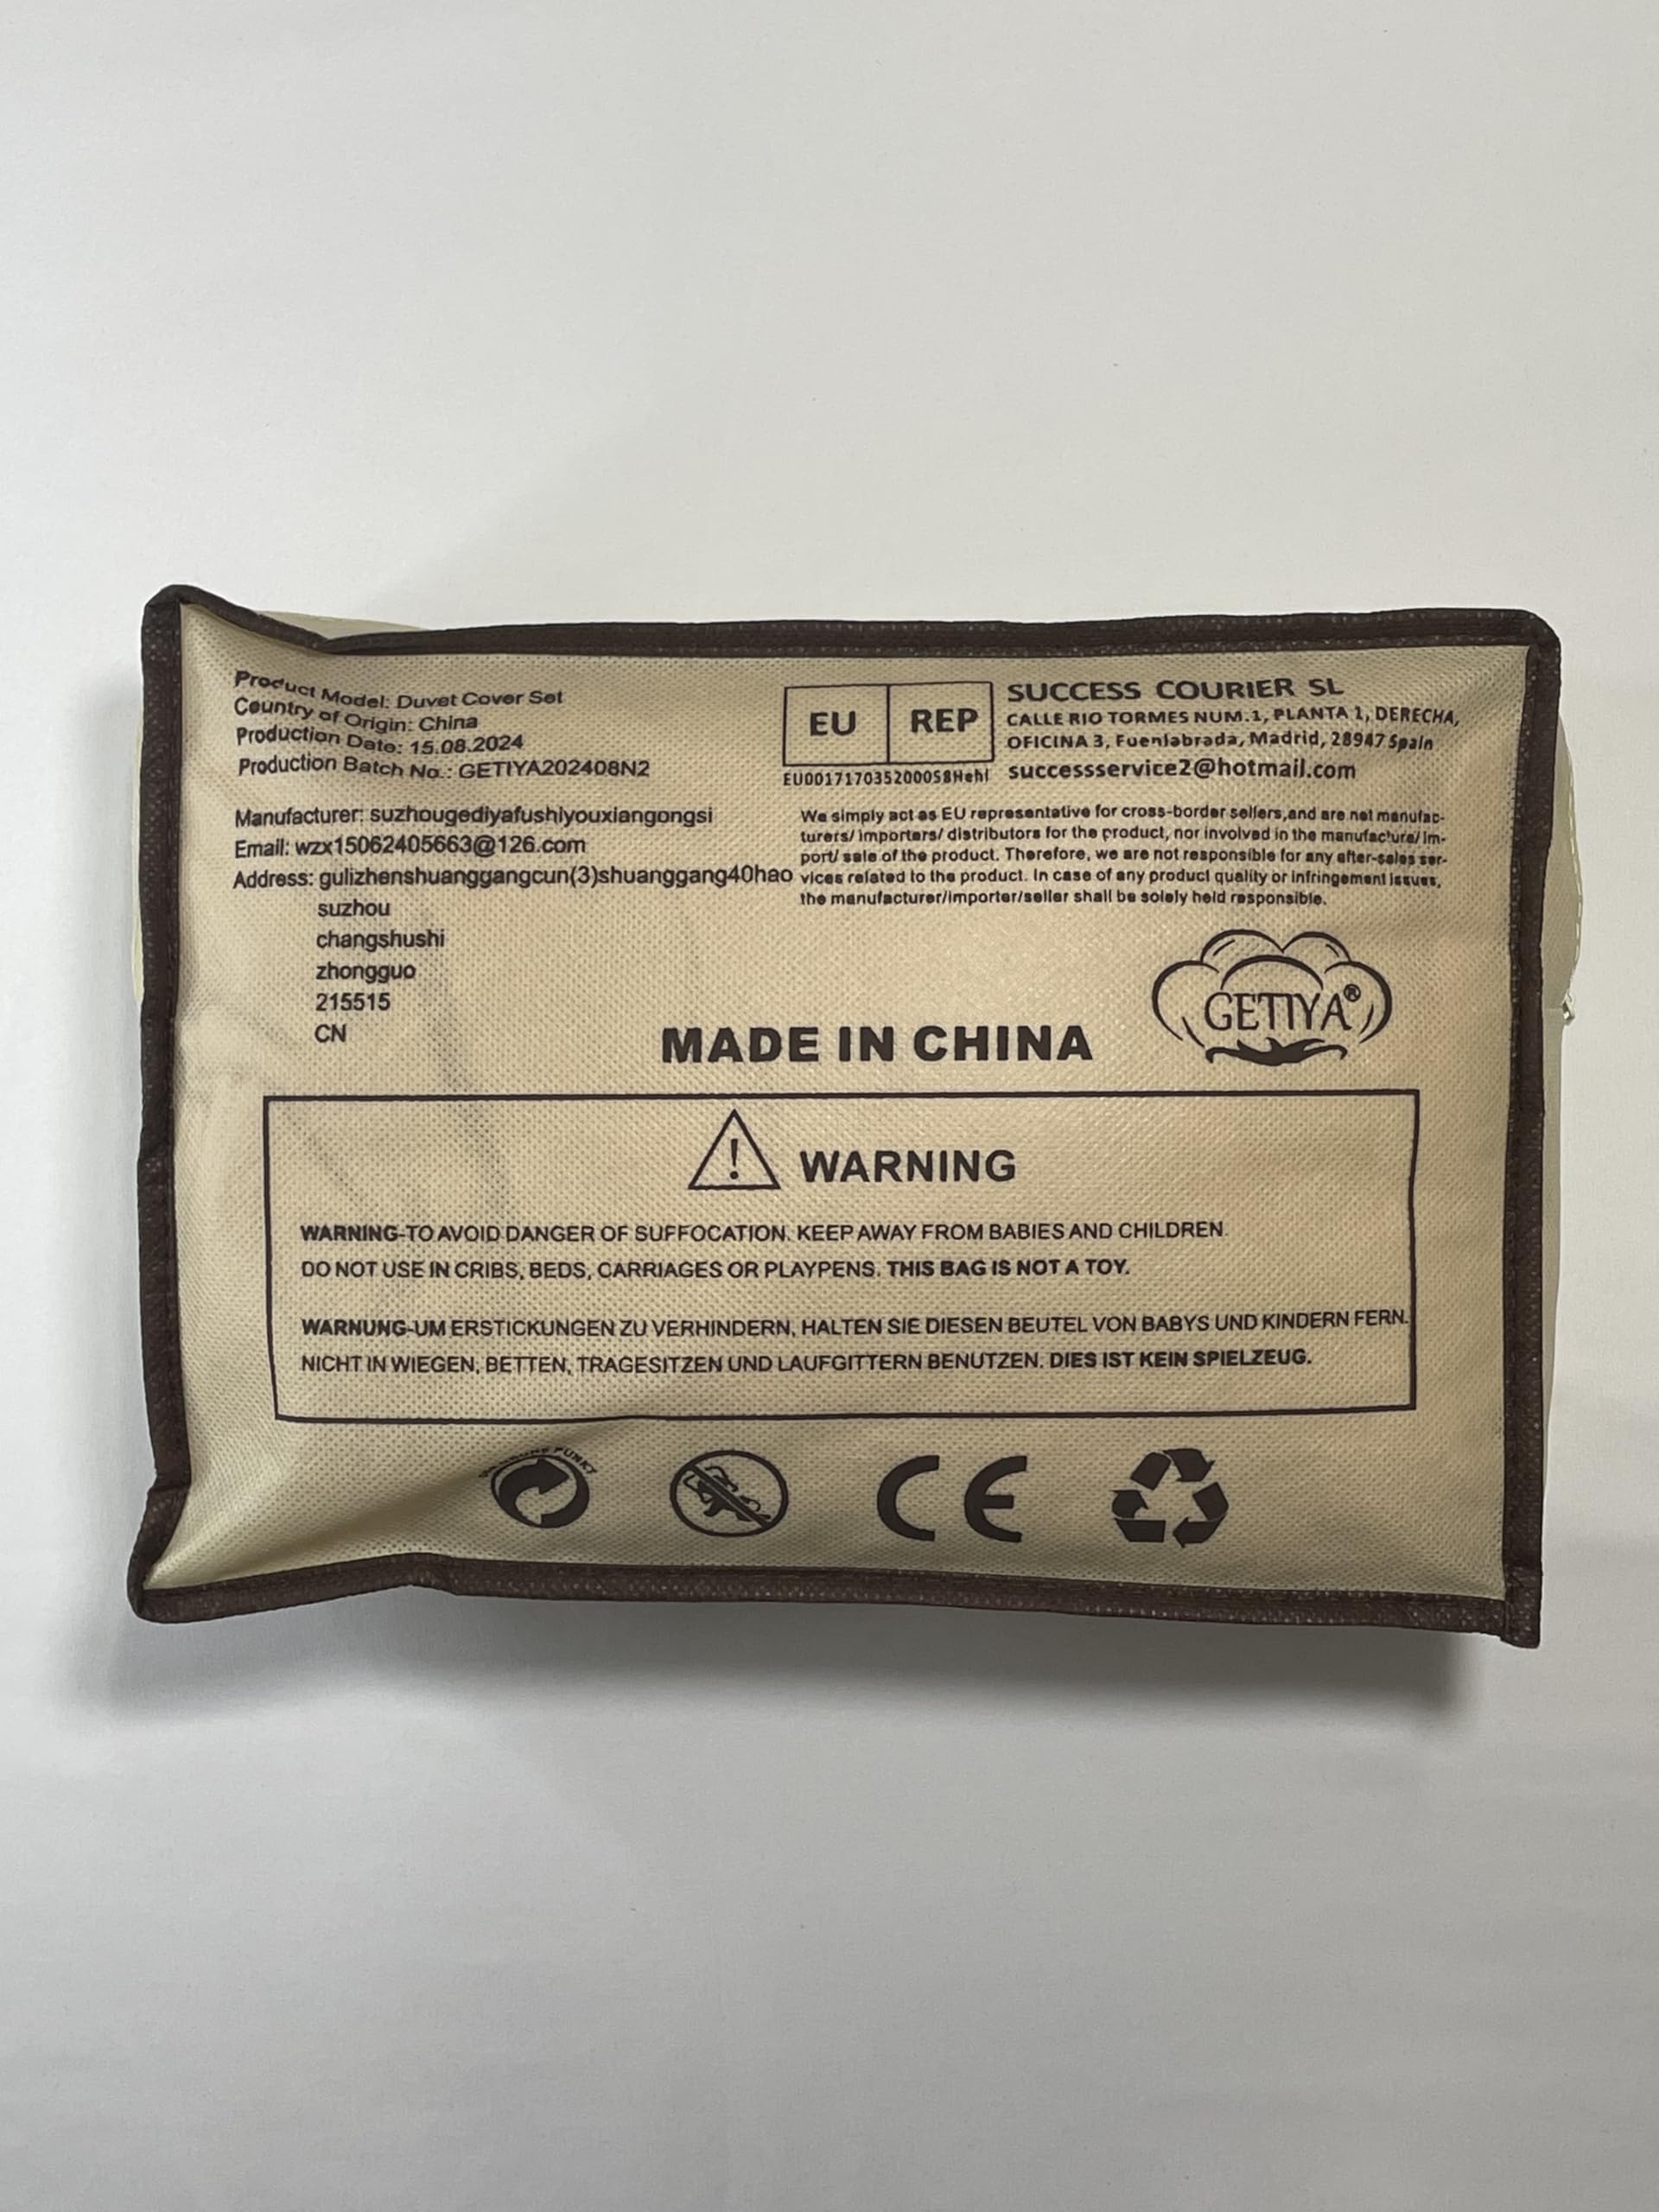 Product Model: Duvet Cover Set
Country of Origin: China
Production Date: 15.08.2024
Production Batch No.: GETIYA202408N2
Manufacturer: suzhougediyafushiyouxiangongsi
Email: wzx15062405663@126.com
Address: gulizhenshuanggangcun(3)shuanggang40hao
suzhou
changshushi
zhongguo
215515
CN
EU REP
EU00171703520005BHehl
SUCCESS COURIER SL
CALLE RIO TORMES NUM.1, PLANTA 1, DERECHA,
OFICINA 3, Fuenlabrada, Madrid, 28947 Spain
successservice2@hotmail.com
We simply act as EU representative for cross-border sellers,and are not manufac-
turers/ importers/ distributors for the product, nor involved in the manufacture/ im-
port/ sale of the product. Therefore, we are not responsible for any after-sales ser-
vices related to the product. In case of any product quality or infringement issues,
the manufacturer/importer/seller shall be solely held responsible.
GETIYA®
MADE IN CHINA
! WARNING
WARNING-TO AVOID DANGER OF SUFFOCATION. KEEP AWAY FROM BABIES AND CHILDREN.
DO NOT USE IN CRIBS, BEDS, CARRIAGES OR PLAYPENS. THIS BAG IS NOT A TOY.
WARNUNG-UM ERSTICKUNGEN ZU VERHINDERN, HALTEN SIE DIESEN BEUTEL VON BABYS UND KINDERN FERN.
NICHT IN WIEGEN, BETTEN, TRAGESITZEN UND LAUFGITTERN BENUTZEN. DIES IST KEIN SPIELZEUG.
PUNKT
CE